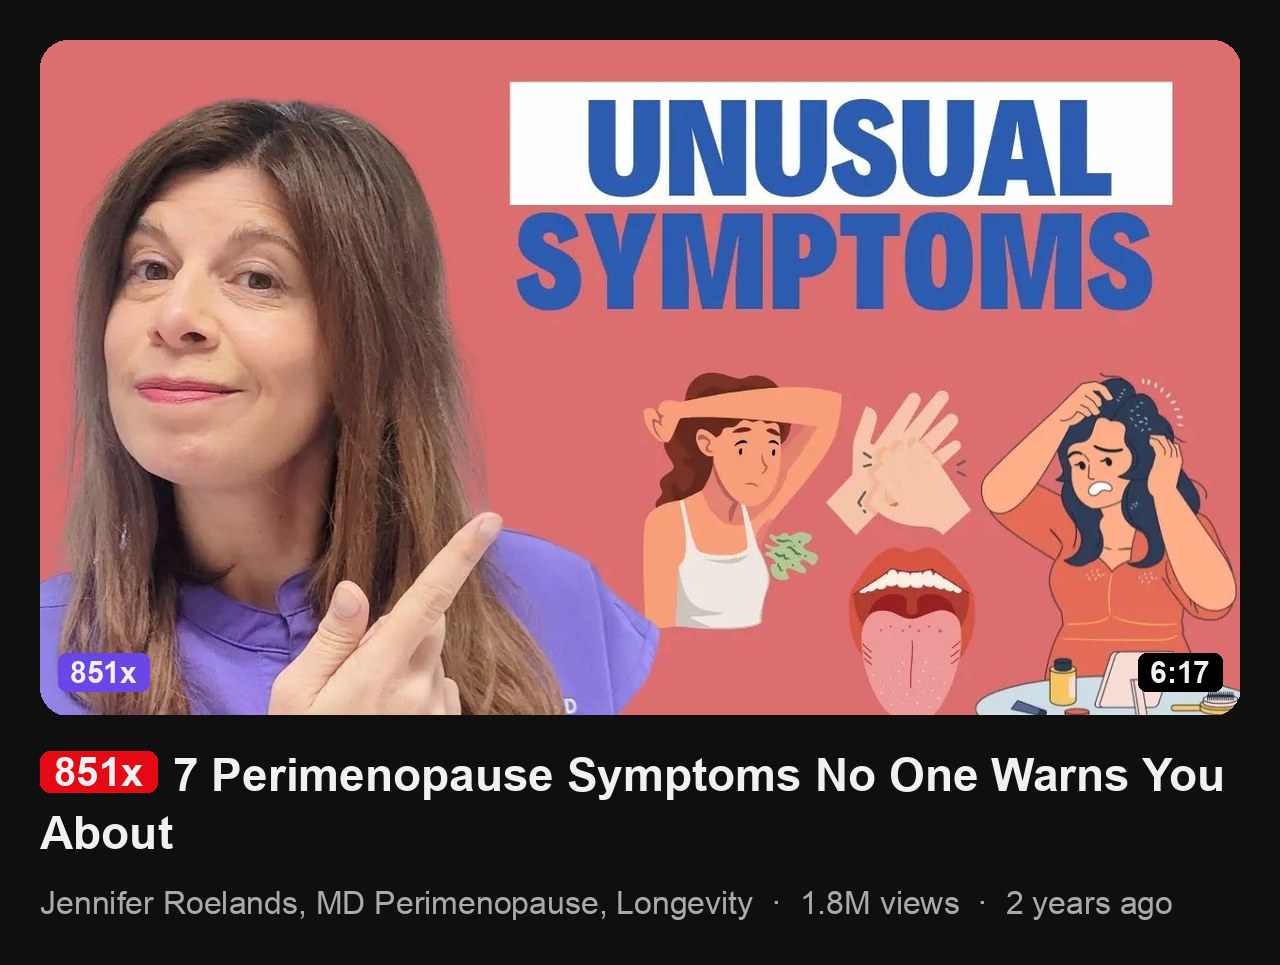 UNUSUAL
SYMPTOMS
D
851x
6:17
851x 7 Perimenopause Symptoms No One Warns You
About
Jennifer Roelands, MD Perimenopause, Longevity · 1.8M views · 2 years ago